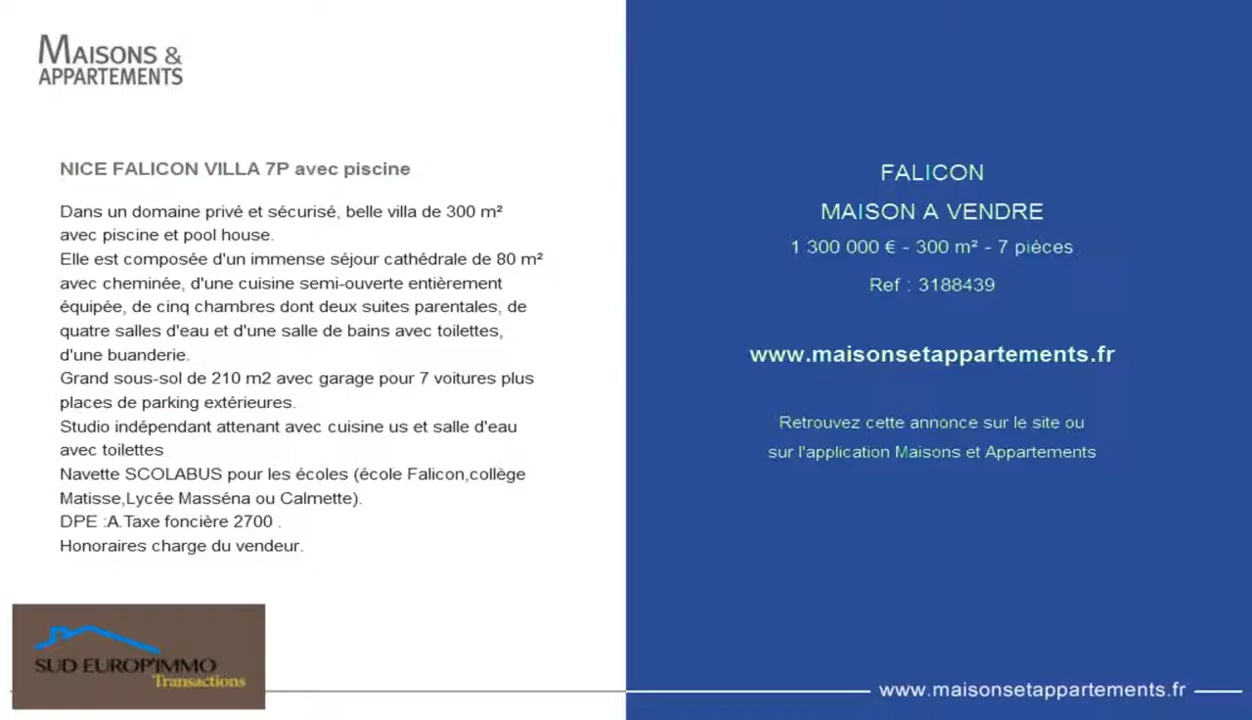 MAISONS &
APPARTEMENTS
NICE FALICON VILLA 7P avec piscine
Dans un domaine privé et sécurisé, belle villa de 300 m²
avec piscine et pool house.
Elle est composée d'un immense séjour cathédrale de 80 m²
avec cheminée, d'une cuisine semi-ouverte entièrement
équipée, de cinq chambres dont deux suites parentales, de
quatre salles d'eau et d'une salle de bains avec toilettes,
d'une buanderie.
Grand sous-sol de 210 m2 avec garage pour 7 voitures plus
places de parking extérieures.
Studio indépendant attenant avec cuisine us et salle d'eau
avec toilettes
Navette SCOLABUS pour les écoles (école Falicon,collège
Matisse,Lycée Masséna ou Calmette).
DPE :A.Taxe foncière 2700 .
Honoraires charge du vendeur.
SUD EUROP'IMMO
Transactions
FALICON
MAISON A VENDRE
1 300 000 € - 300 m² - 7 pièces
Ref : 3188439
www.maisonsetappartements.fr
Retrouvez cette annonce sur le site ou
sur l'application Maisons et Appartements
www.maisonsetappartements.fr